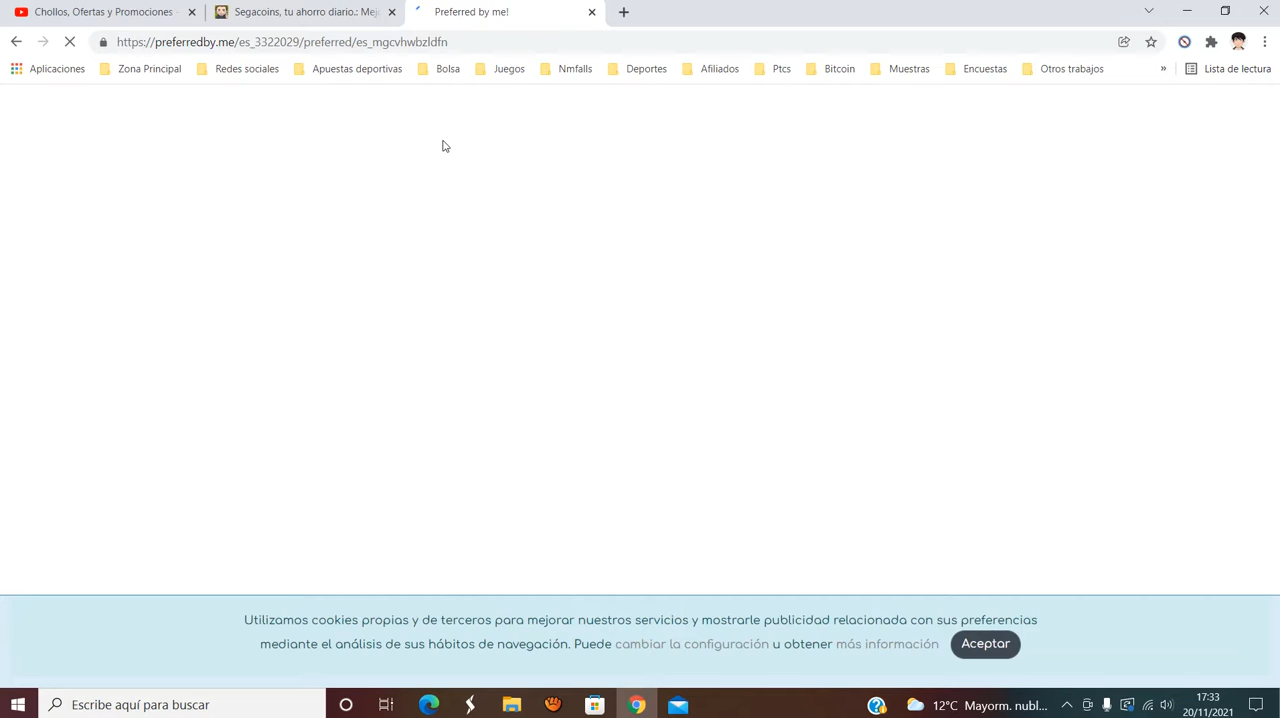 Chollos, Ofertas y Promociones -
Segacoins, tu ahorro diario.: Mej
Preferred by me!
https://preferredby.me/es_3322029/preferred/es_mgcvhwbzldfn
Aplicaciones Zona Principal Redes sociales Apuestas deportivas Bolsa Juegos Nmfalls Deportes Afiliados Ptcs Bitcoin Muestras Encuestas Otros trabajos » Lista de lectura
Utilizamos cookies propias y de terceros para mejorar nuestros servicios y mostrarle publicidad relacionada con sus preferencias
mediante el análisis de sus hábitos de navegación. Puede cambiar la configuración u obtener más información Aceptar
Escribe aquí para buscar
12°C Mayorm. nubl...
17:33
20/11/2021